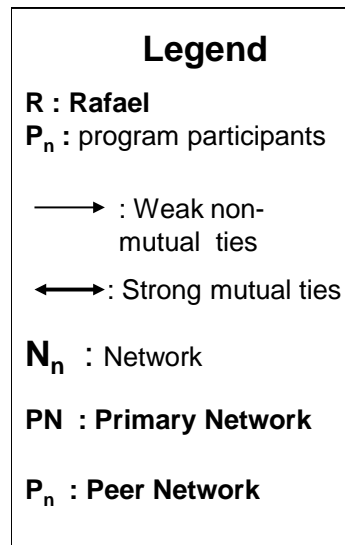 Legend
R : Rafael
Pn : program participants
: Weak non-
mutual ties
: Strong mutual ties
Nn : Network
PN : Primary Network
Pn : Peer Network